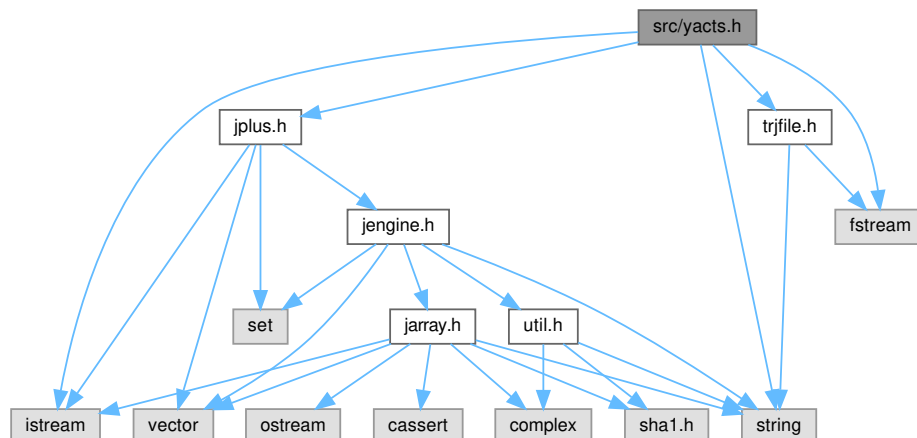 src/yacts.h
jplus.h
trjfile.h
jengine.h
fstream
set
jarray.h
util.h
istream
vector
ostream
cassert
complex
sha1.h
string